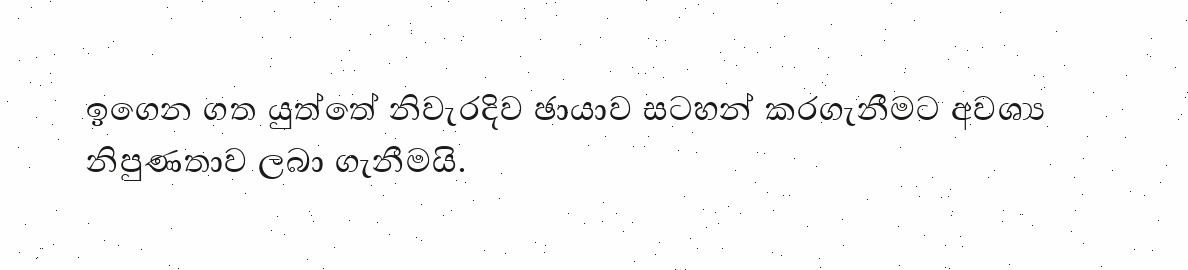 ඉගෙන ගත යුත්තේ නිවැරදිව ඡායාව සටහන් කරගැනීමට අවශ්‍ය
නිපුණතාව ලබා ගැනීමයි.